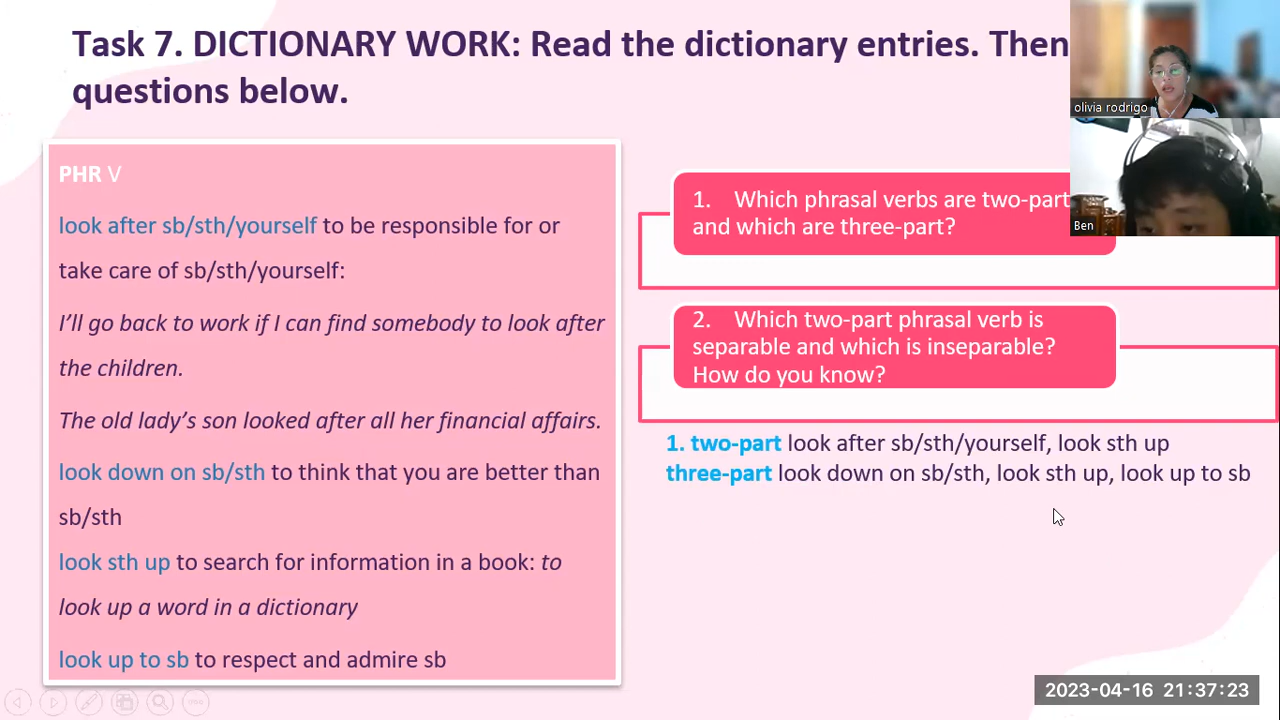 Task 7. DICTIONARY WORK: Read the dictionary entries. Then
questions below.
olivia rodrigo
Ben
PHR V
look after sb/sth/yourself to be responsible for or
take care of sb/sth/yourself:
I’ll go back to work if I can find somebody to look after
the children.
The old lady’s son looked after all her financial affairs.
look down on sb/sth to think that you are better than
sb/sth
look sth up to search for information in a book: to
look up a word in a dictionary
look up to sb to respect and admire sb
1. Which phrasal verbs are two-part
and which are three-part?
2. Which two-part phrasal verb is
separable and which is inseparable?
How do you know?
1. two-part look after sb/sth/yourself, look sth up
three-part look down on sb/sth, look sth up, look up to sb
2023-04-16 21:37:23